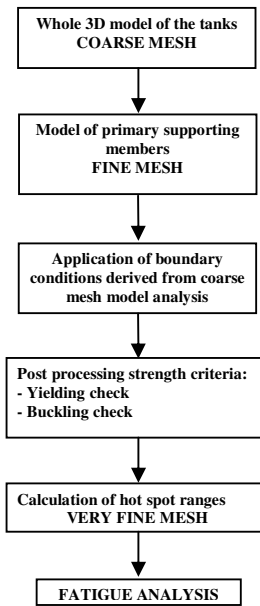 Whole 3D model of the tanks
COARSE MESH
Model of primary supporting
members
FINE MESH
Application of boundary
conditions derived from coarse
mesh model analysis
Post processing strength criteria:
- Yielding check
- Buckling check
Calculation of hot spot ranges
VERY FINE MESH
FATIGUE ANALYSIS